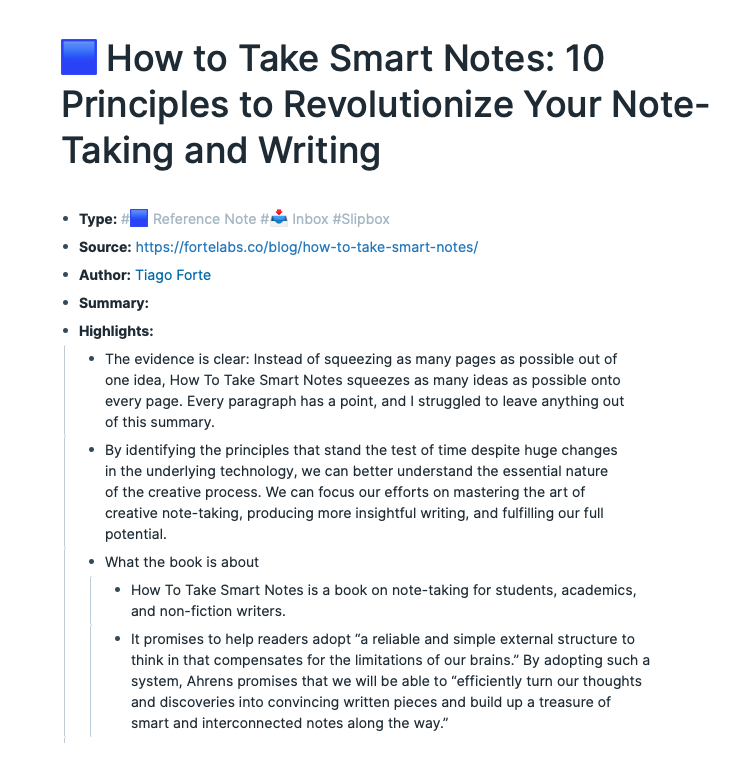 🟦 How to Take Smart Notes: 10
Principles to Revolutionize Your Note-
Taking and Writing
• Type: #🟦 Reference Note #📥 Inbox #Slipbox
• Source: https://fortelabs.co/blog/how-to-take-smart-notes/
• Author: Tiago Forte
• Summary:
• Highlights:
• The evidence is clear: Instead of squeezing as many pages as possible out of
one idea, How To Take Smart Notes squeezes as many ideas as possible onto
every page. Every paragraph has a point, and I struggled to leave anything out
of this summary.
• By identifying the principles that stand the test of time despite huge changes
in the underlying technology, we can better understand the essential nature
of the creative process. We can focus our efforts on mastering the art of
creative note-taking, producing more insightful writing, and fulfilling our full
potential.
• What the book is about
• How To Take Smart Notes is a book on note-taking for students, academics,
and non-fiction writers.
• It promises to help readers adopt “a reliable and simple external structure to
think in that compensates for the limitations of our brains.” By adopting such a
system, Ahrens promises that we will be able to “efficiently turn our thoughts
and discoveries into convincing written pieces and build up a treasure of
smart and interconnected notes along the way.”